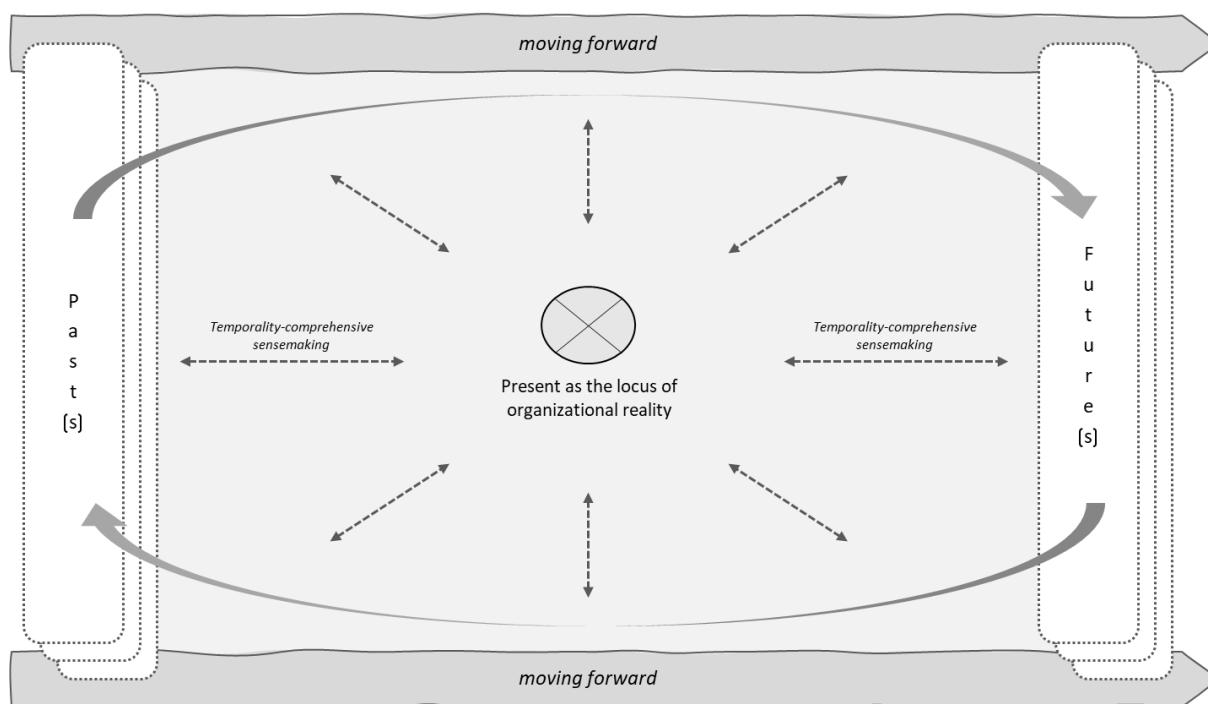 moving forward
P
a
s
t
(s)
Temporality-comprehensive
sensemaking
Present as the locus of
organizational reality
Temporality-comprehensive
sensemaking
F
u
t
u
r
e
(s)
moving forward